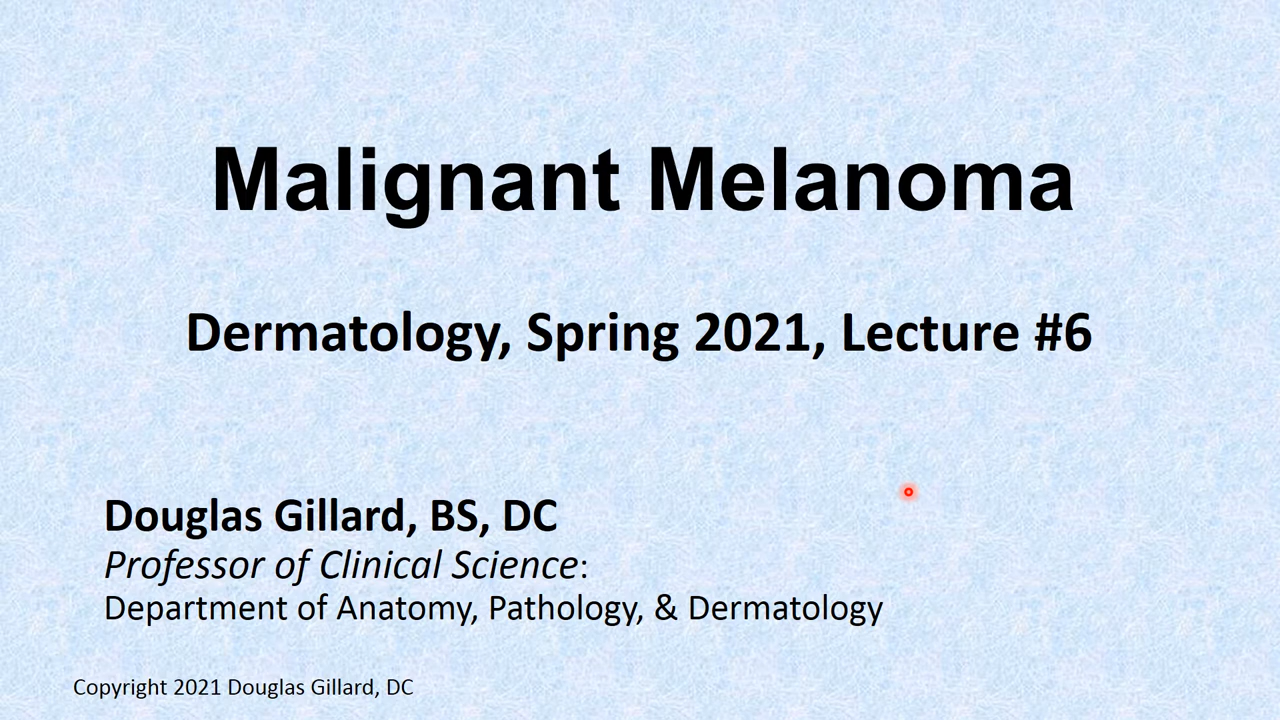 Malignant Melanoma
Dermatology, Spring 2021, Lecture #6
Douglas Gillard, BS, DC
Professor of Clinical Science:
Department of Anatomy, Pathology, & Dermatology
Copyright 2021 Douglas Gillard, DC